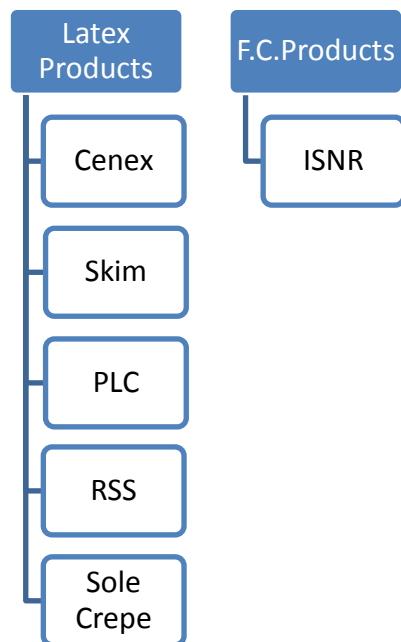 Latex
Products
Cenex
Skim
PLC
RSS
Sole
Crepe
F.C.Products
ISNR